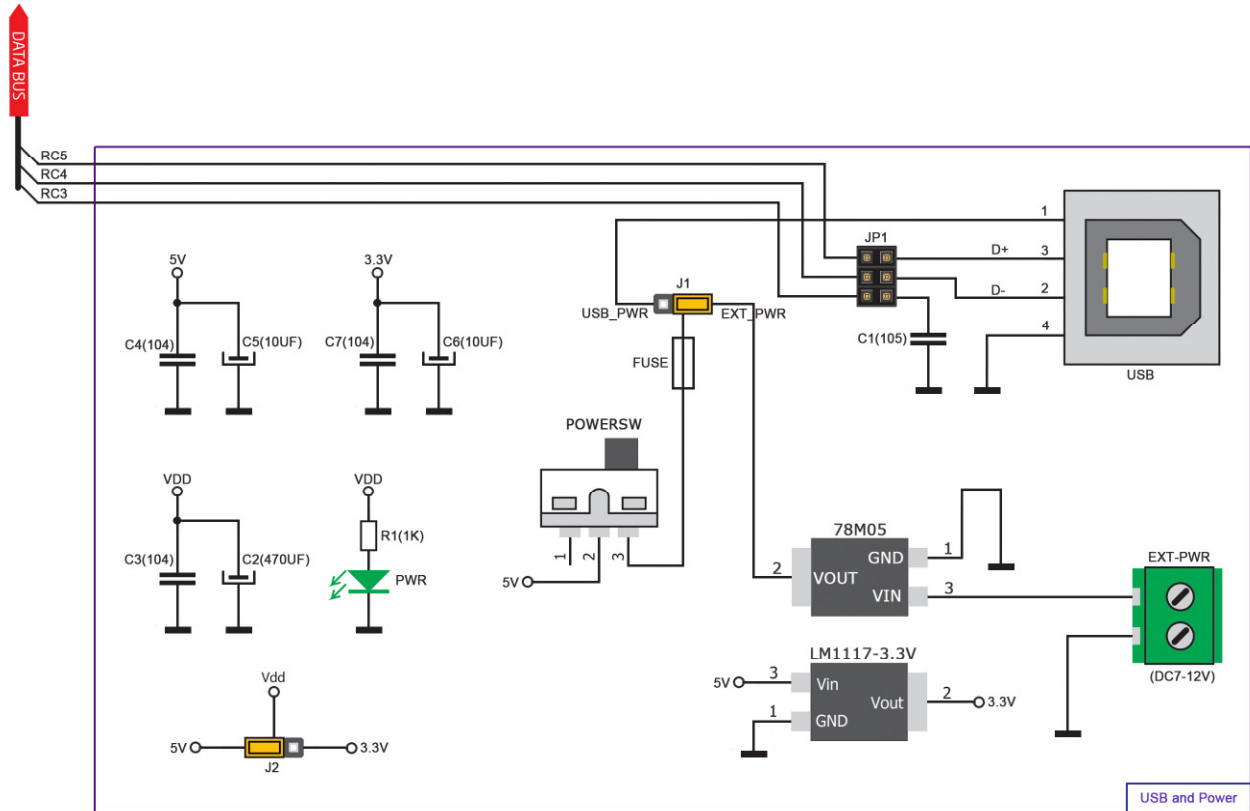 DATA BUS
RC5
RC4
RC3
1
JP1
D+
3
5V
3.3V
J1
D-
2
USB_PWR
EXT_PWR
4
C4(104)
C5(10UF)
C7(104)
C6(10UF)
C1(105)
FUSE
USB
POWERSW
VDD
VDD
R1(1K)
78M05
1
GND
EXT-PWR
C3(104)
C2(470UF)
PWR
1
2
3
2
VOUT
5V
VIN
3
LM1117-3.3V
(DC7-12V)
Vdd
5V
3
Vin
Vout
2
3.3V
1
GND
5V
3.3V
J2
USB and Power